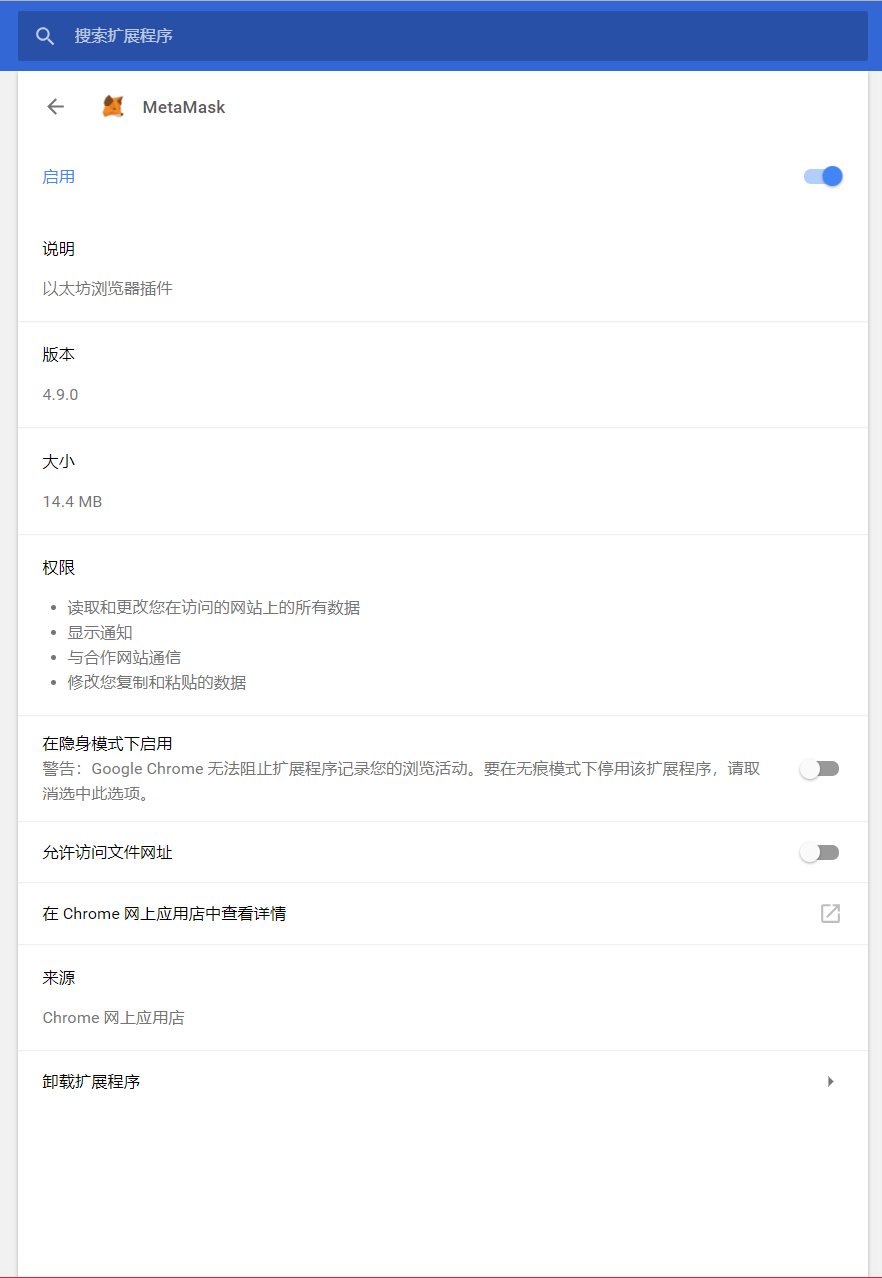 搜索扩展程序
MetaMask
启用
说明
以太坊浏览器插件
版本
4.9.0
大小
14.4 MB
权限
读取和更改您在访问的网站上的所有数据
显示通知
与合作网站通信
修改您复制和粘贴的数据
在隐身模式下启用
警告：Google Chrome 无法阻止扩展程序记录您的浏览活动。要在无痕模式下停用该扩展程序，请取
消选中此选项。
允许访问文件网址
在 Chrome 网上应用店中查看详情
来源
Chrome 网上应用店
卸载扩展程序